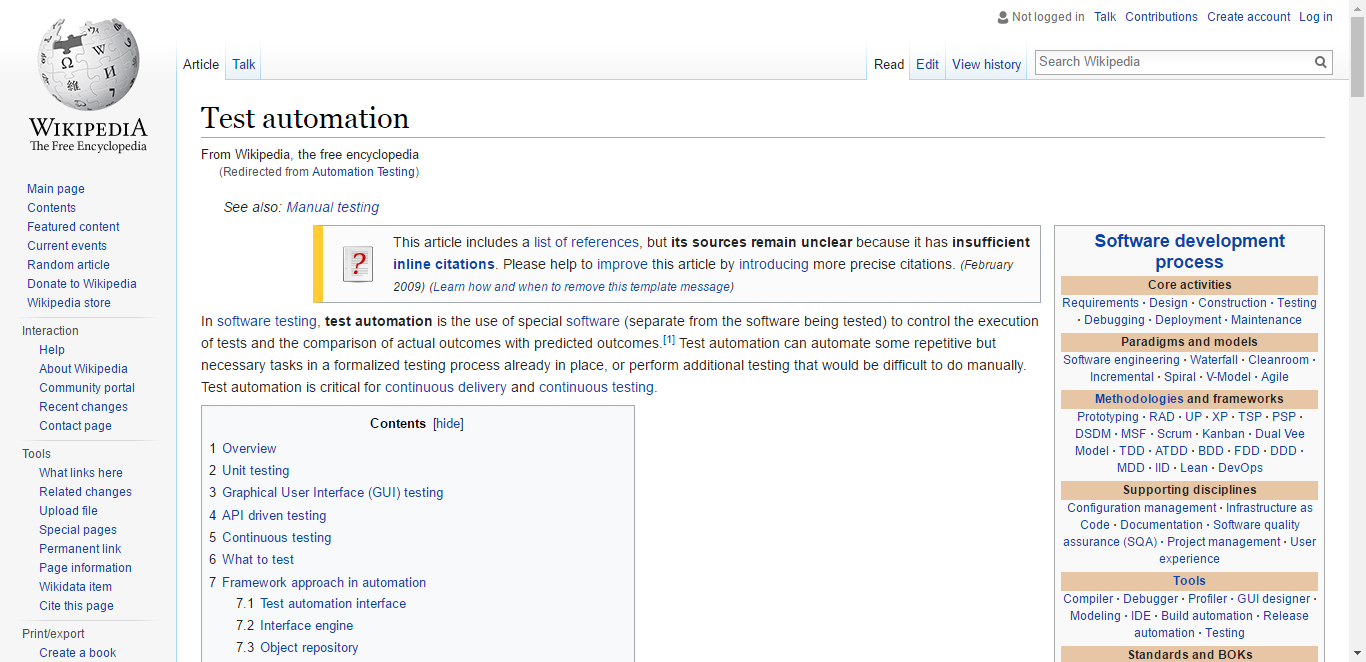 Not logged in Talk Contributions Create account Log in
Article Talk
Read Edit View history
Search Wikipedia
Ω W И 維
WIKIPEDIA
The Free Encyclopedia
Main page
Contents
Featured content
Current events
Random article
Donate to Wikipedia
Wikipedia store
Interaction
Help
About Wikipedia
Community portal
Recent changes
Contact page
Tools
What links here
Related changes
Upload file
Special pages
Permanent link
Page information
Wikidata item
Cite this page
Print/export
Create a book
Test automation
From Wikipedia, the free encyclopedia
(Redirected from Automation Testing)
See also: Manual testing
?
This article includes a list of references, but its sources remain unclear because it has insufficient
inline citations. Please help to improve this article by introducing more precise citations. (February
2009) (Learn how and when to remove this template message)
In software testing, test automation is the use of special software (separate from the software being tested) to control the execution
of tests and the comparison of actual outcomes with predicted outcomes.[1] Test automation can automate some repetitive but
necessary tasks in a formalized testing process already in place, or perform additional testing that would be difficult to do manually.
Test automation is critical for continuous delivery and continuous testing.
Contents [hide]
1 Overview
2 Unit testing
3 Graphical User Interface (GUI) testing
4 API driven testing
5 Continuous testing
6 What to test
7 Framework approach in automation
7.1 Test automation interface
7.2 Interface engine
7.3 Object repository
Software development
process
Core activities
Requirements · Design · Construction · Testing
· Debugging · Deployment · Maintenance
Paradigms and models
Software engineering · Waterfall · Cleanroom ·
Incremental · Spiral · V-Model · Agile
Methodologies and frameworks
Prototyping · RAD · UP · XP · TSP · PSP ·
DSDM · MSF · Scrum · Kanban · Dual Vee
Model · TDD · ATDD · BDD · FDD · DDD ·
MDD · IID · Lean · DevOps
Supporting disciplines
Configuration management · Infrastructure as
Code · Documentation · Software quality
assurance (SQA) · Project management · User
experience
Tools
Compiler · Debugger · Profiler · GUI designer ·
Modeling · IDE · Build automation · Release
automation · Testing
Standards and BOKs